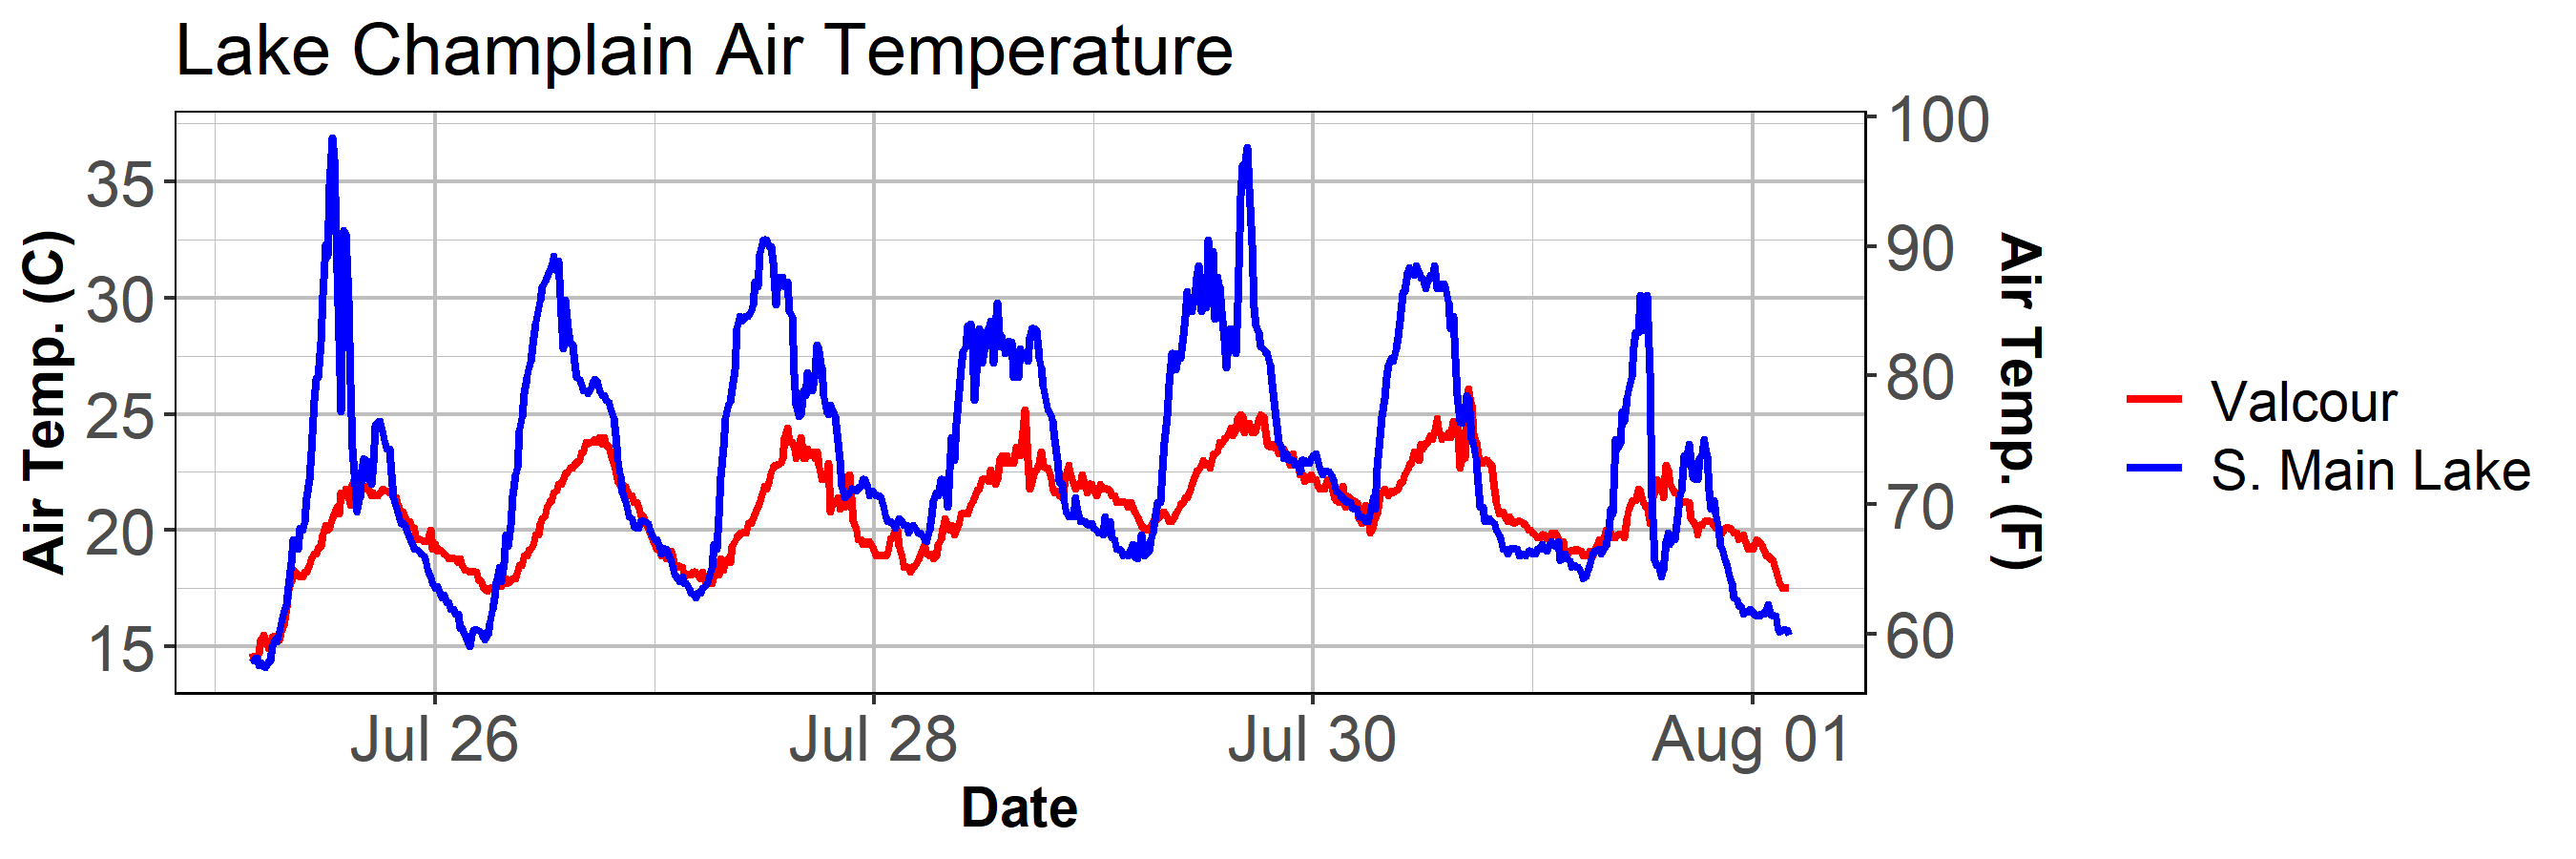 Lake Champlain Air Temperature
Air Temp. (C)
35
30
25
20
15
100
90
80
70
60
Air Temp. (F)
Jul 26
Jul 28
Jul 30
Aug 01
Date
Valcour
S. Main Lake